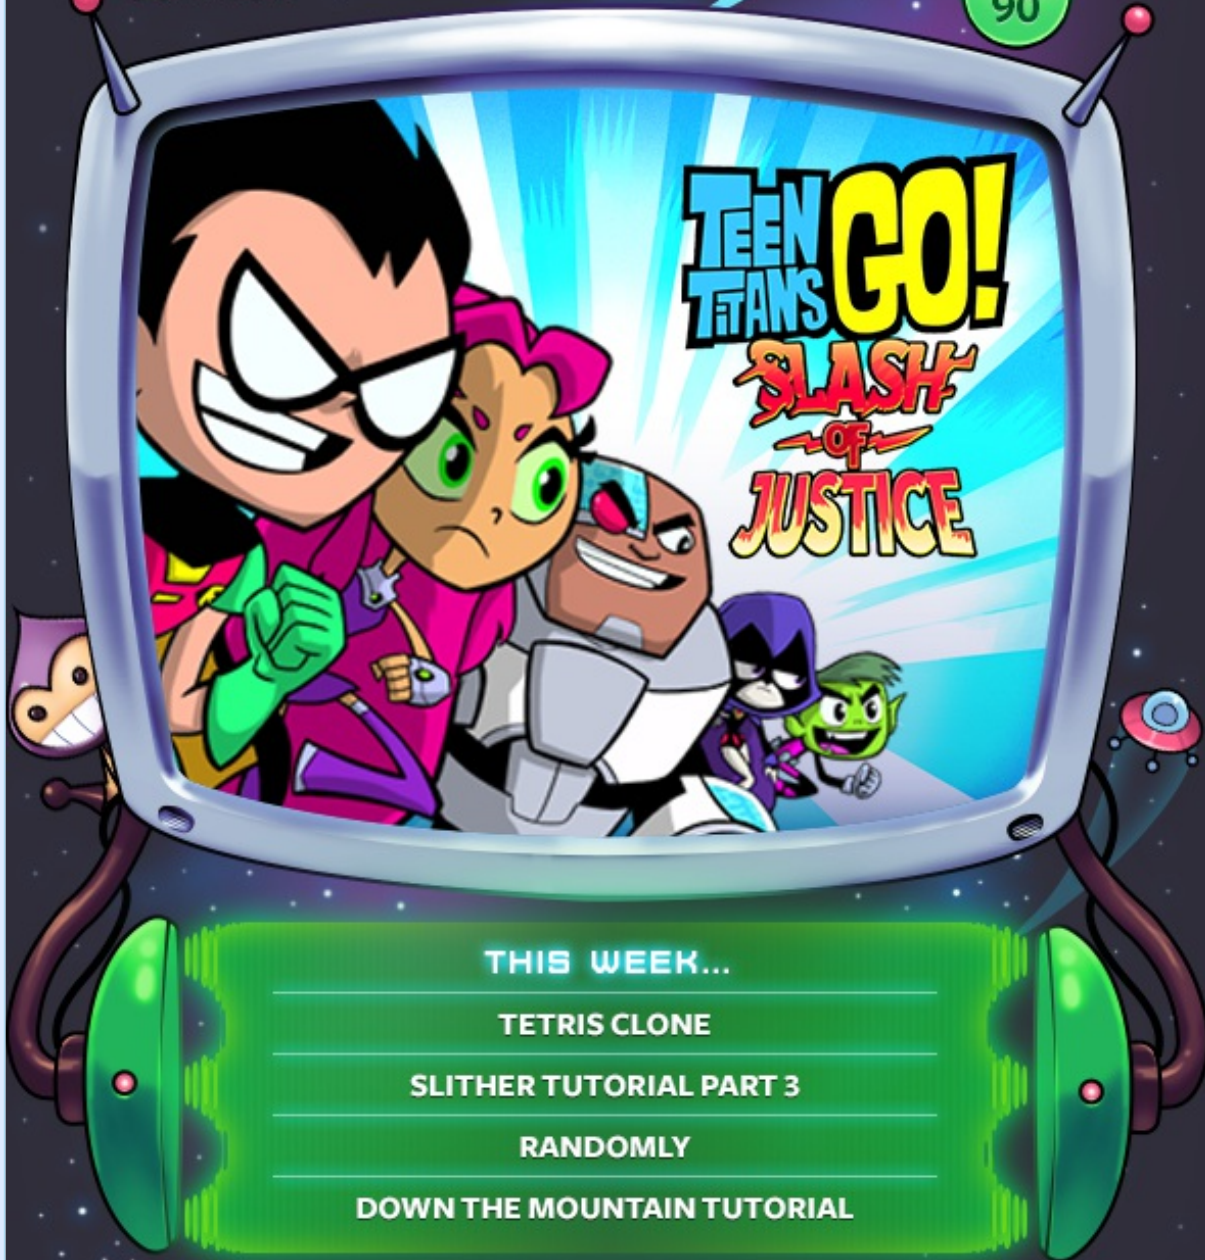 90
TEEN
TITANS
GO!
SLASH
OF
JUSTICE
THIS WEEK...
TETRIS CLONE
SLITHER TUTORIAL PART 3
RANDOMLY
DOWN THE MOUNTAIN TUTORIAL